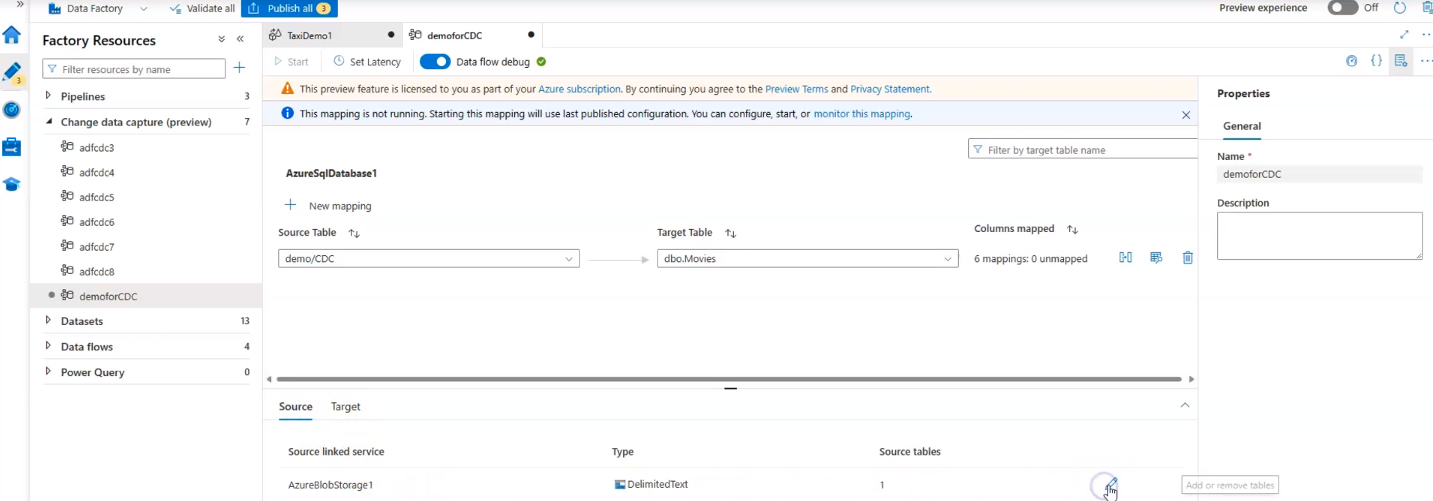 Data Factory
Validate all
Publish all 3
Preview experience
Off
Factory Resources
Filter resources by name
Pipelines 3
Change data capture (preview) 7
adfcdc3
adfcdc4
adfcdc5
adfcdc6
adfcdc7
adfcdc8
demoforCDC
Datasets 13
Data flows 4
Power Query 0
3
TaxiDemo1
demoforCDC
Start
Set Latency
Data flow debug
This preview feature is licensed to you as part of your Azure subscription. By continuing you agree to the Preview Terms and Privacy Statement.
This mapping is not running. Starting this mapping will use last published configuration. You can configure, start, or monitor this mapping.
Filter by target table name
AzureSqlDatabase1
New mapping
Source Table
Target Table
Columns mapped
demo/CDC
dbo.Movies
6 mappings: 0 unmapped
Source
Target
Source linked service
Type
Source tables
AzureBlobStorage1
DelimitedText
1
Add or remove tables
Properties
General
Name *
demoforCDC
Description